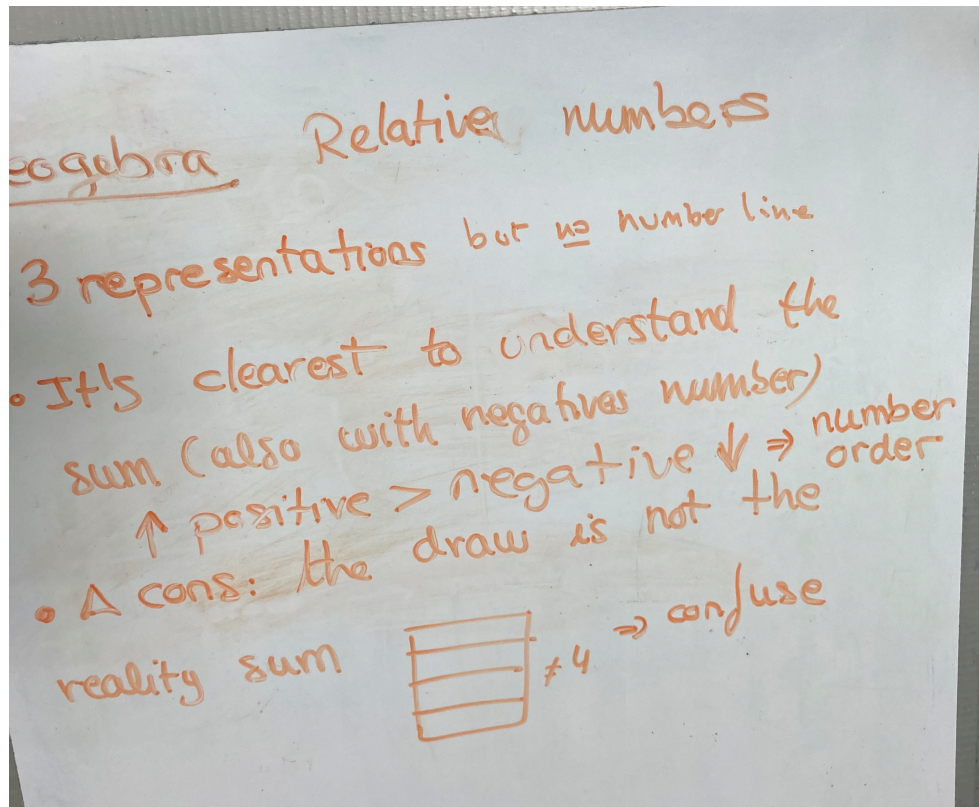 eogebra Relative numbers
3 representations but no number line
• It's clearest to understand the
sum (also with negatives number)
↑ positive > negative ↓ ⇒ number order
• Δ cons: the draw is not the
reality sum ≠ 4 ⇒ confuse